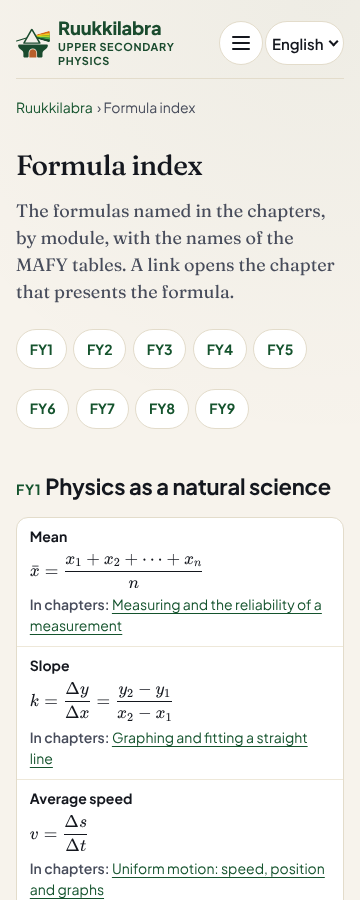 Ruukkilabra
UPPER SECONDARY
PHYSICS
English
Ruukkilabra › Formula index
Formula index
The formulas named in the chapters,
by module, with the names of the
MAFY tables. A link opens the chapter
that presents the formula.
FY1 FY2 FY3 FY4 FY5
FY6 FY7 FY8 FY9
FY1 Physics as a natural science
Mean
x̄ = (x₁ + x₂ + ⋯ + xₙ) / n
In chapters: Measuring and the reliability of a
measurement
Slope
k = Δy / Δx = (y₂ − y₁) / (x₂ − x₁)
In chapters: Graphing and fitting a straight
line
Average speed
v = Δs / Δt
In chapters: Uniform motion: speed, position
and graphs